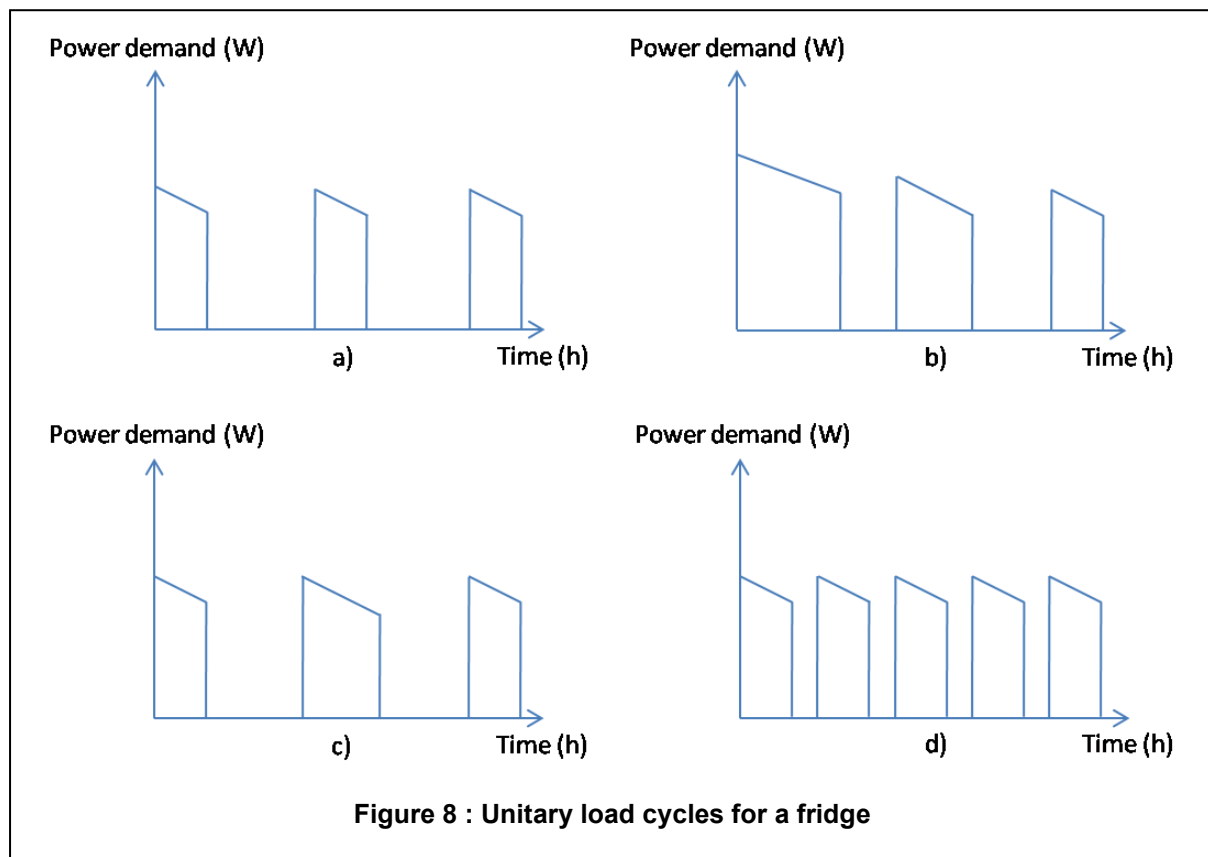 Power demand (W)
Power demand (W)
a)
Time (h)
b)
Time (h)
Power demand (W)
Power demand (W)
c)
Time (h)
d)
Time (h)
Figure 8 : Unitary load cycles for a fridge